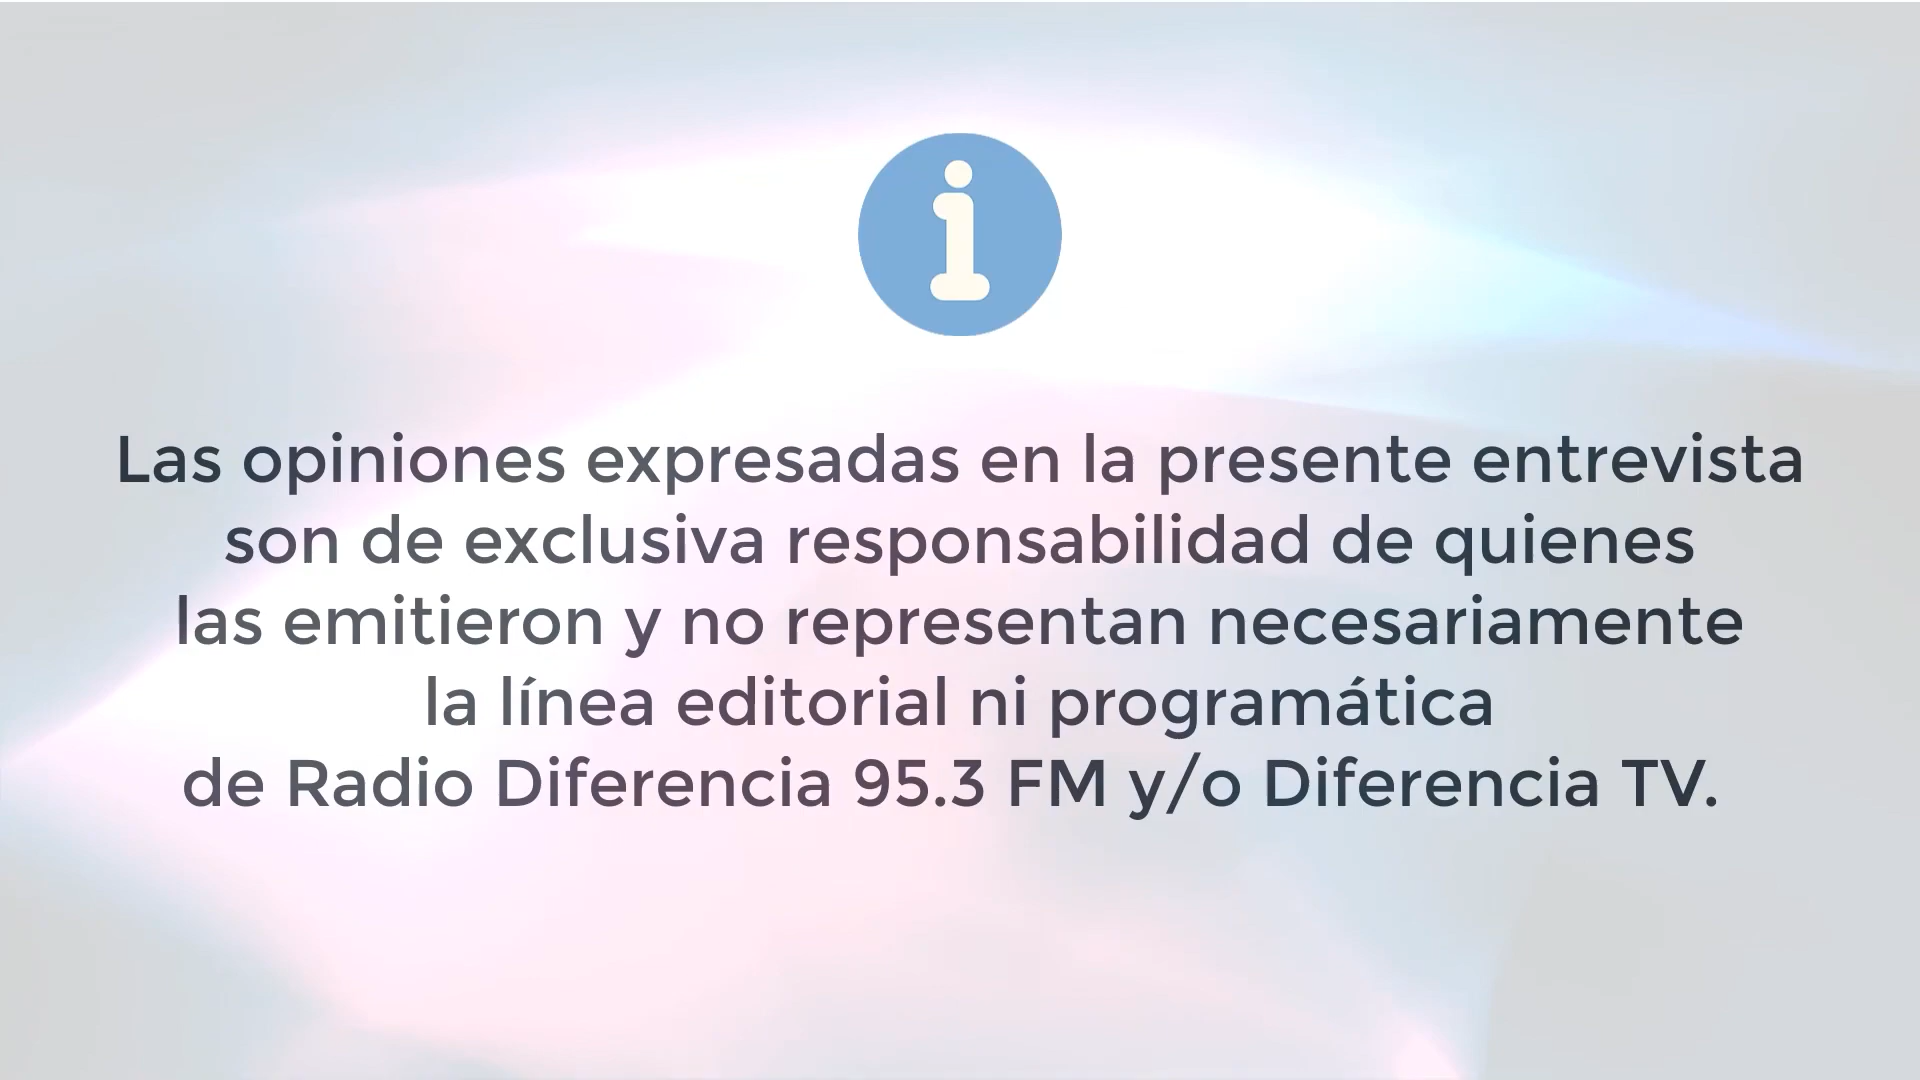 Las opiniones expresadas en la presente entrevista
son de exclusiva responsabilidad de quienes
las emitieron y no representan necesariamente
la línea editorial ni programática
de Radio Diferencia 95.3 FM y/o Diferencia TV.